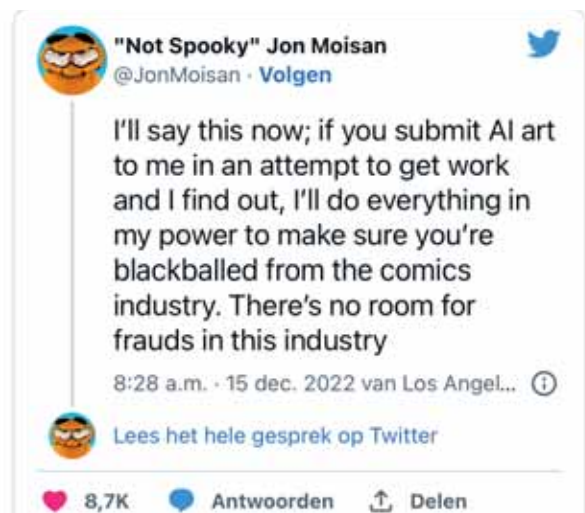 "Not Spooky" Jon Moisan
@JonMoisan · Volgen
I'll say this now; if you submit AI art
to me in an attempt to get work
and I find out, I'll do everything in
my power to make sure you're
blackballed from the comics
industry. There's no room for
frauds in this industry
8:28 a.m. · 15 dec. 2022 van Los Angel...
Lees het hele gesprek op Twitter
8,7K Antwoorden Delen